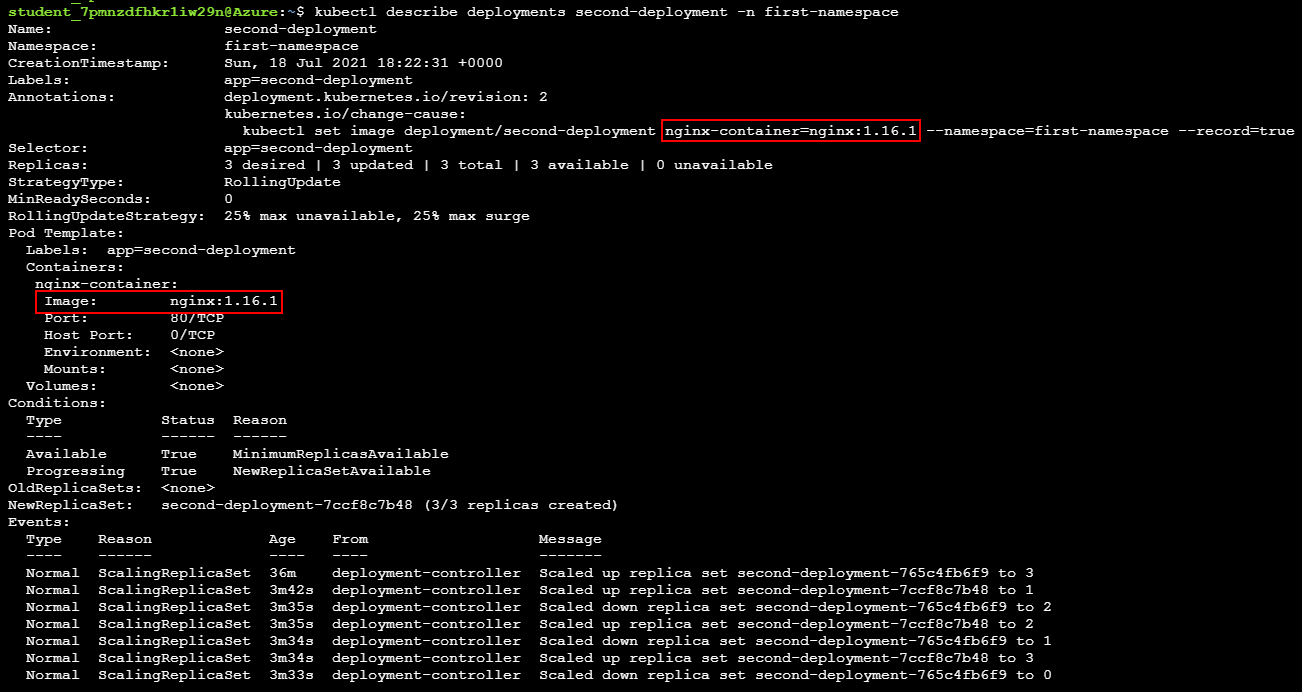 student_7pmnzdfhkr1iw29n@Azure:~$ kubectl describe deployments second-deployment -n first-namespace
Name:                   second-deployment
Namespace:              first-namespace
CreationTimestamp:      Sun, 18 Jul 2021 18:22:31 +0000
Labels:                 app=second-deployment
Annotations:            deployment.kubernetes.io/revision: 2
                        kubernetes.io/change-cause:
                          kubectl set image deployment/second-deployment nginx-container=nginx:1.16.1 --namespace=first-namespace --record=true
Selector:               app=second-deployment
Replicas:               3 desired | 3 updated | 3 total | 3 available | 0 unavailable
StrategyType:           RollingUpdate
MinReadySeconds:        0
RollingUpdateStrategy:  25% max unavailable, 25% max surge
Pod Template:
  Labels:  app=second-deployment
  Containers:
   nginx-container:
    Image:        nginx:1.16.1
    Port:         80/TCP
    Host Port:    0/TCP
    Environment:  <none>
    Mounts:       <none>
  Volumes:        <none>
Conditions:
  Type           Status  Reason
  ----           ------  ------
  Available      True    MinimumReplicasAvailable
  Progressing    True    NewReplicaSetAvailable
OldReplicaSets:  <none>
NewReplicaSet:   second-deployment-7ccf8c7b48 (3/3 replicas created)
Events:
  Type    Reason             Age    From                   Message
  ----    ------             ----   ----                   -------
  Normal  ScalingReplicaSet  36m    deployment-controller  Scaled up replica set second-deployment-765c4fb6f9 to 3
  Normal  ScalingReplicaSet  3m42s  deployment-controller  Scaled up replica set second-deployment-7ccf8c7b48 to 1
  Normal  ScalingReplicaSet  3m35s  deployment-controller  Scaled down replica set second-deployment-765c4fb6f9 to 2
  Normal  ScalingReplicaSet  3m35s  deployment-controller  Scaled up replica set second-deployment-7ccf8c7b48 to 2
  Normal  ScalingReplicaSet  3m34s  deployment-controller  Scaled down replica set second-deployment-765c4fb6f9 to 1
  Normal  ScalingReplicaSet  3m34s  deployment-controller  Scaled up replica set second-deployment-7ccf8c7b48 to 3
  Normal  ScalingReplicaSet  3m33s  deployment-controller  Scaled down replica set second-deployment-765c4fb6f9 to 0